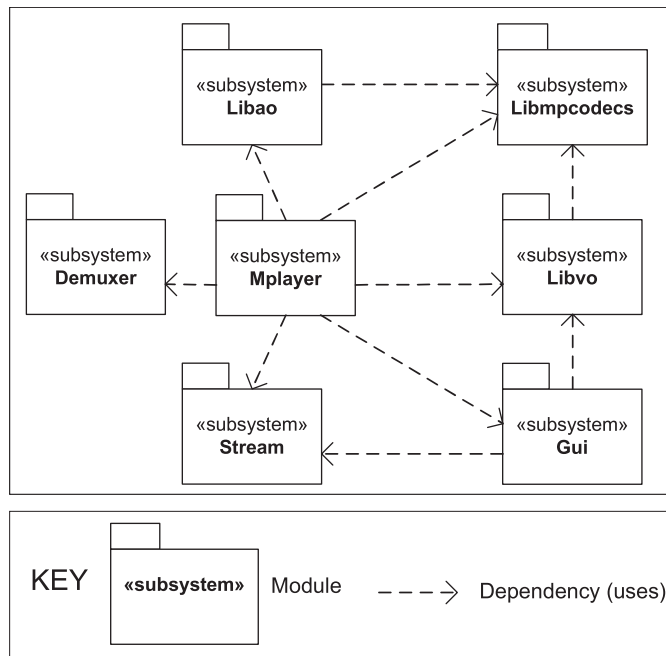 «subsystem»
Libao
«subsystem»
Libmpcodecs
«subsystem»
Demuxer
«subsystem»
Mplayer
«subsystem»
Libvo
«subsystem»
Stream
«subsystem»
Gui
KEY
«subsystem»
Module
Dependency (uses)